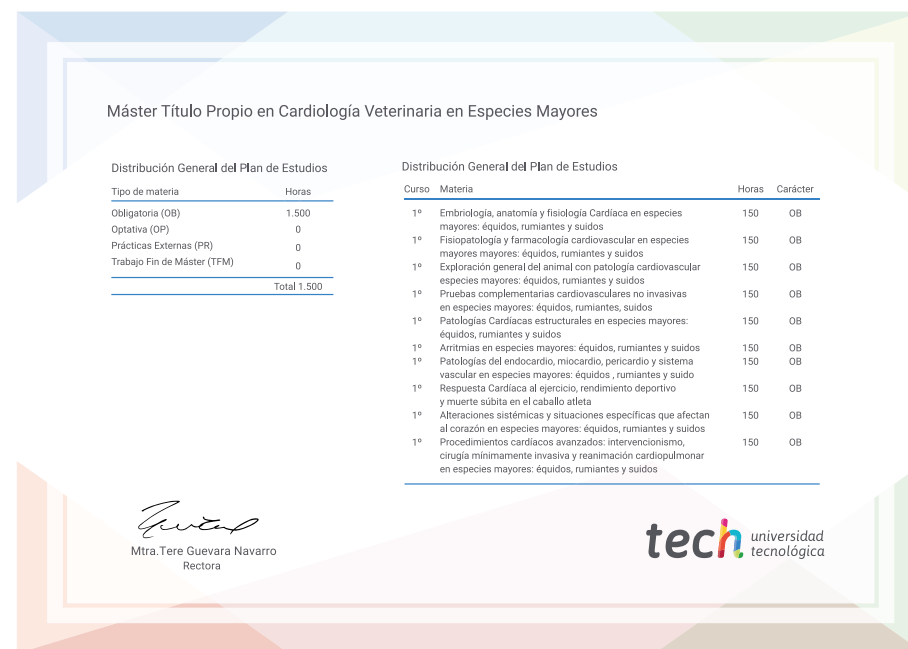 Máster Título Propio en Cardiología Veterinaria en Especies Mayores
Distribución General del Plan de Estudios
Tipo de materia Horas
Obligatoria (OB) 1.500
Optativa (OP) 0
Prácticas Externas (PR) 0
Trabajo Fin de Máster (TFM) 0
Total 1.500
Distribución General del Plan de Estudios
Curso Materia Horas Carácter
1º Embriología, anatomía y fisiología Cardíaca en especies 150 OB
mayores: équidos, rumiantes y suidos
1º Fisiopatología y farmacología cardiovascular en especies 150 OB
mayores mayores: équidos, rumiantes y suidos
1º Exploración general del animal con patología cardiovascular 150 OB
especies mayores: équidos, rumiantes y suidos
1º Pruebas complementarias cardiovasculares no invasivas 150 OB
en especies mayores: équidos, rumiantes, suidos
1º Patologías Cardíacas estructurales en especies mayores: 150 OB
équidos, rumiantes y suidos
1º Arritmias en especies mayores: équidos, rumiantes y suidos 150 OB
1º Patologías del endocardio, miocardio, pericardio y sistema 150 OB
vascular en especies mayores: équidos , rumiantes y suido
1º Respuesta Cardíaca al ejercicio, rendimiento deportivo 150 OB
y muerte súbita en el caballo atleta
1º Alteraciones sistémicas y situaciones específicas que afectan 150 OB
al corazón en especies mayores: équidos, rumiantes y suidos
1º Procedimientos cardíacos avanzados: intervencionismo, 150 OB
cirugía mínimamente invasiva y reanimación cardiopulmonar
en especies mayores: équidos, rumiantes y suidos
Mtra.Tere Guevara Navarro
Rectora
tech universidad
tecnológica